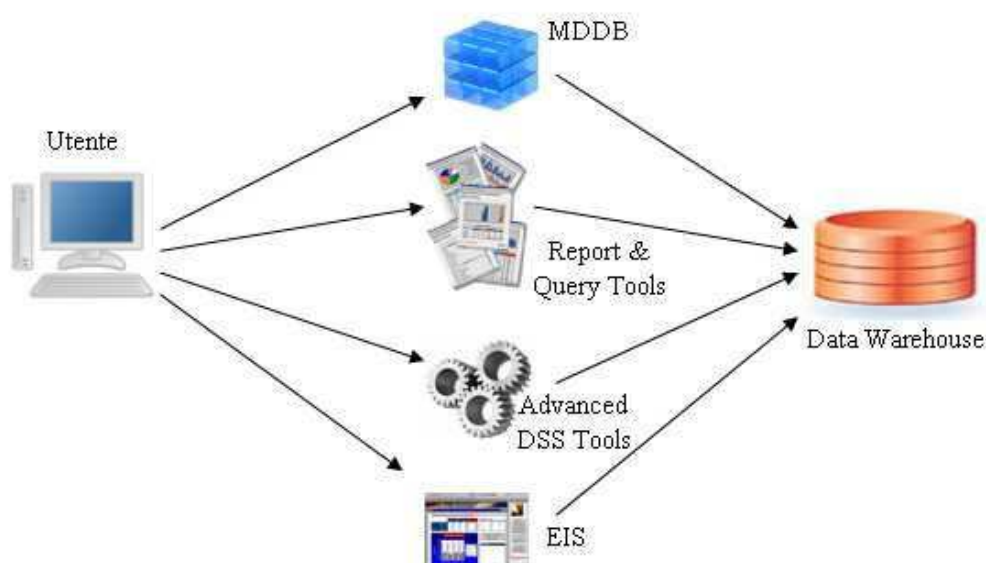 MDDB
Utente
Report &
Query Tools
Data Warehouse
Advanced
DSS Tools
EIS